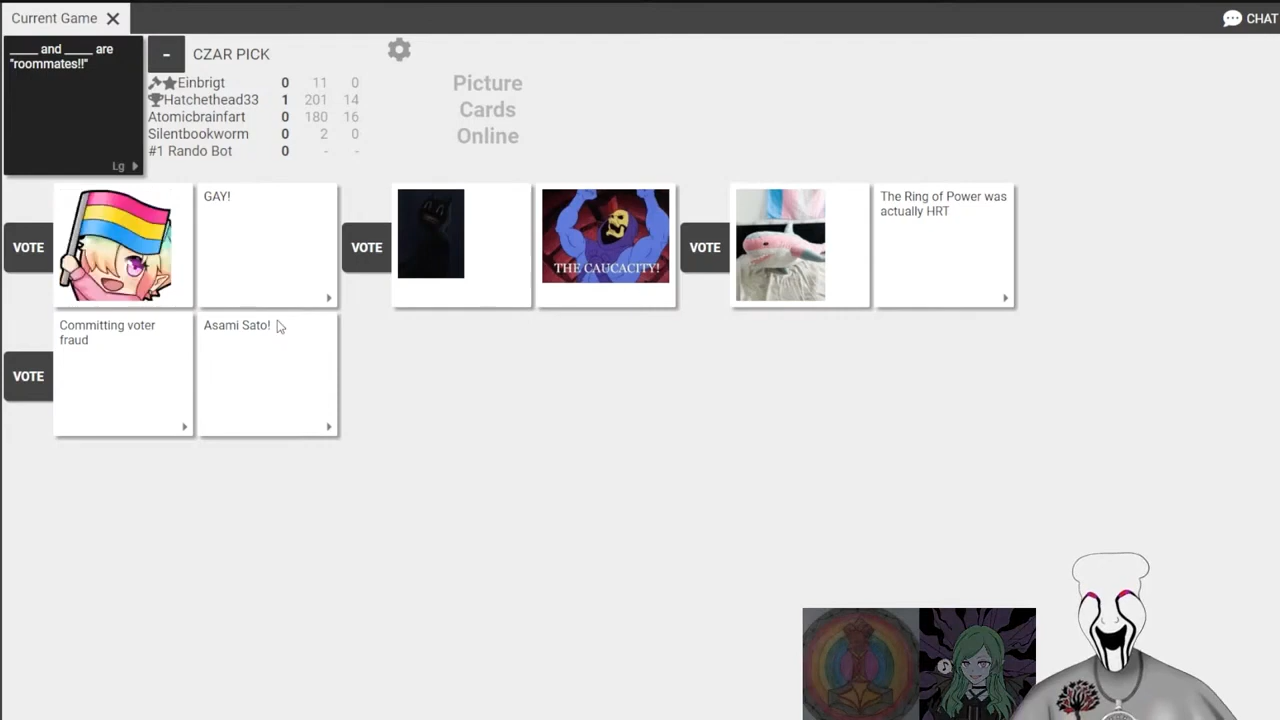 Current Game
CHAT
_____ and _____ are
"roommates!!"
Lg
-
CZAR PICK
Einbrigt 0 11 0
Hatchethead33 1 201 14
Atomicbrainfart 0 180 16
Silentbookworm 0 2 0
#1 Rando Bot 0 - -
Picture
Cards
Online
VOTE
GAY!
VOTE
THE CAUCACITY!
VOTE
The Ring of Power was
actually HRT
VOTE
Committing voter
fraud
Asami Sato!